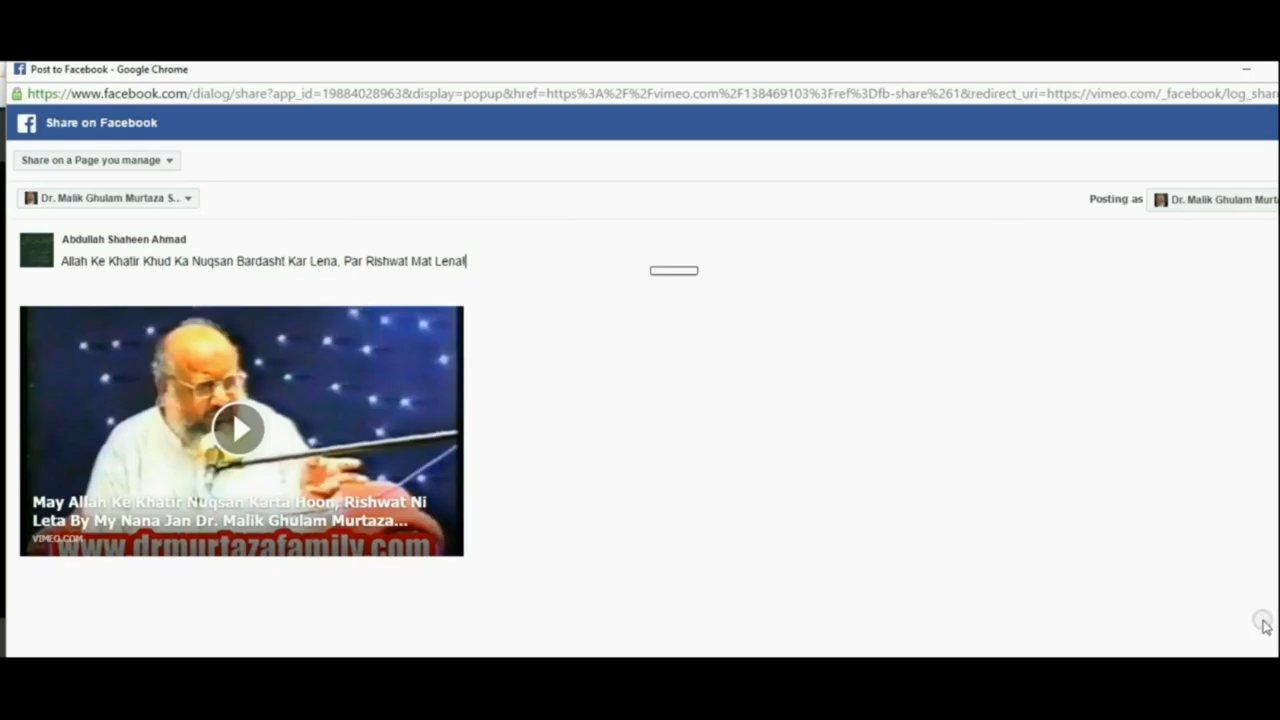 Post to Facebook - Google Chrome
https://www.facebook.com/dialog/share?app_id=19884028963&display=popup&href=https%3A%2F%2Fvimeo.com%2F138469103%3Fref%3Dfb-share%261&redirect_uri=https://vimeo.com/_facebook/log_shar
Share on Facebook
Share on a Page you manage
Dr. Malik Ghulam Murtaza S...
Posting as Dr. Malik Ghulam Murta
Abdullah Shaheen Ahmad
Allah Ke Khatir Khud Ka Nuqsan Bardasht Kar Lena, Par Rishwat Mat Lena!
May Allah Ke Khatir Nuqsan Karta Hoon, Rishwat Ni
Leta By My Nana Jan Dr. Malik Ghulam Murtaza...
VIMEO.COM
www.drmurtazafamily.com